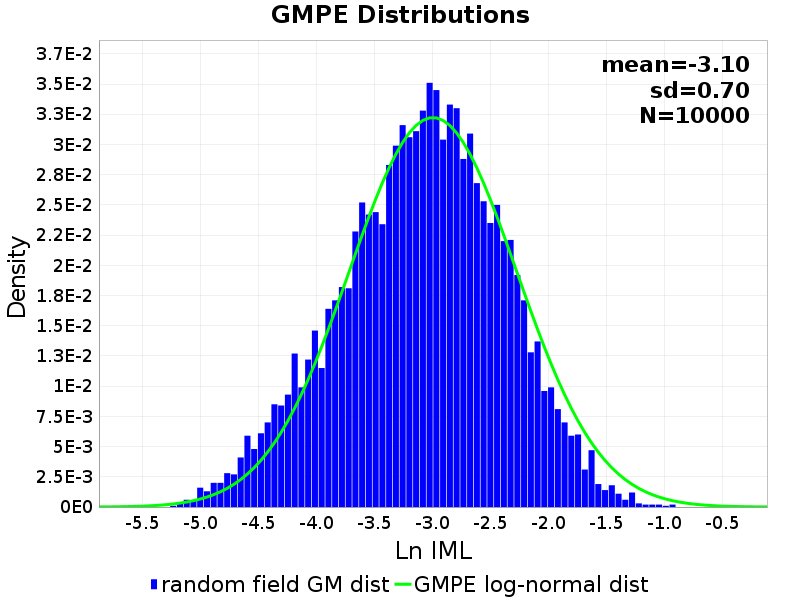 GMPE Distributions
mean=-3.10
sd=0.70
N=10000
3.7E-2
3.5E-2
3.3E-2
3E-2
2.8E-2
2.5E-2
2.2E-2
2E-2
1.8E-2
1.5E-2
1.3E-2
1E-2
7.5E-3
5E-3
2.5E-3
0E0
Density
-5.5 -5.0 -4.5 -4.0 -3.5 -3.0 -2.5 -2.0 -1.5 -1.0 -0.5
Ln IML
random field GM dist GMPE log-normal dist